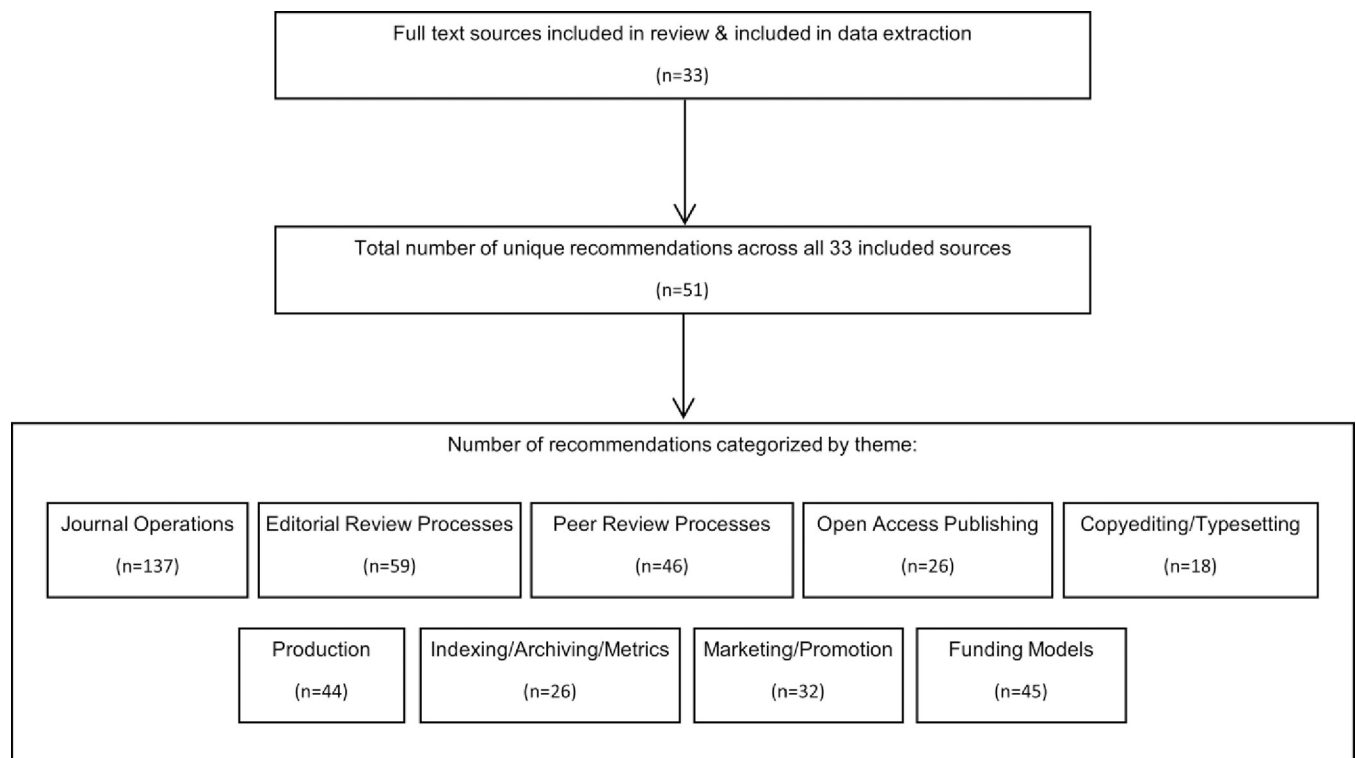 Full text sources included in review & included in data extraction
(n=33)
Total number of unique recommendations across all 33 included sources
(n=51)
Number of recommendations categorized by theme:
Journal Operations
(n=137)
Editorial Review Processes
(n=59)
Peer Review Processes
(n=46)
Open Access Publishing
(n=26)
Copyediting/Typesetting
(n=18)
Production
(n=44)
Indexing/Archiving/Metrics
(n=26)
Marketing/Promotion
(n=32)
Funding Models
(n=45)